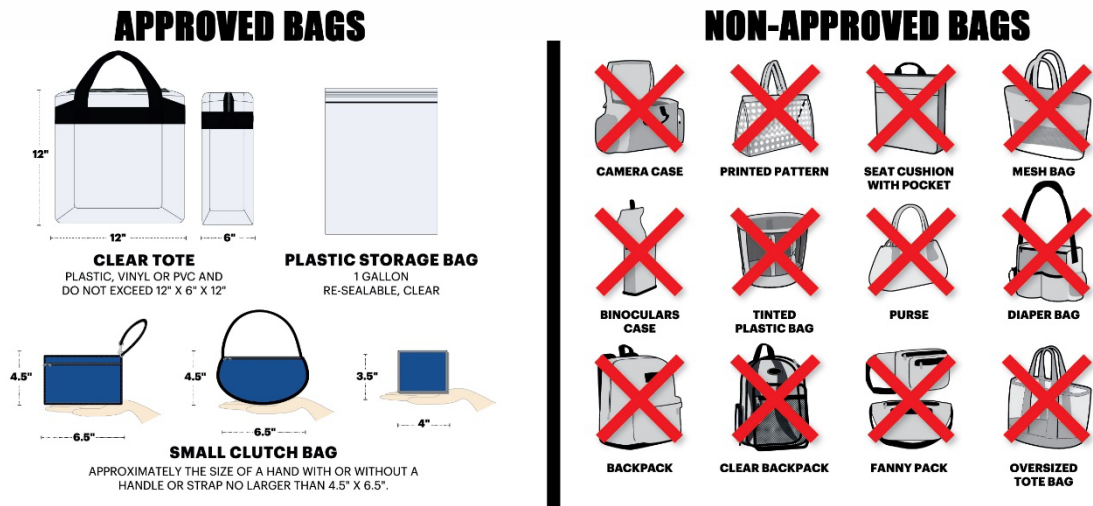 APPROVED BAGS
12"
12"
6"
CLEAR TOTE
PLASTIC, VINYL OR PVC AND
DO NOT EXCEED 12" X 6" X 12"
PLASTIC STORAGE BAG
1 GALLON
RE-SEALABLE, CLEAR
4.5"
6.5"
4.5"
6.5"
3.5"
4"
SMALL CLUTCH BAG
APPROXIMATELY THE SIZE OF A HAND WITH OR WITHOUT A
HANDLE OR STRAP NO LARGER THAN 4.5" X 6.5".
NON-APPROVED BAGS
CAMERA CASE
PRINTED PATTERN
SEAT CUSHION
WITH POCKET
MESH BAG
BINOCULARS
CASE
TINTED
PLASTIC BAG
PURSE
DIAPER BAG
BACKPACK
CLEAR BACKPACK
FANNY PACK
OVERSIZED
TOTE BAG